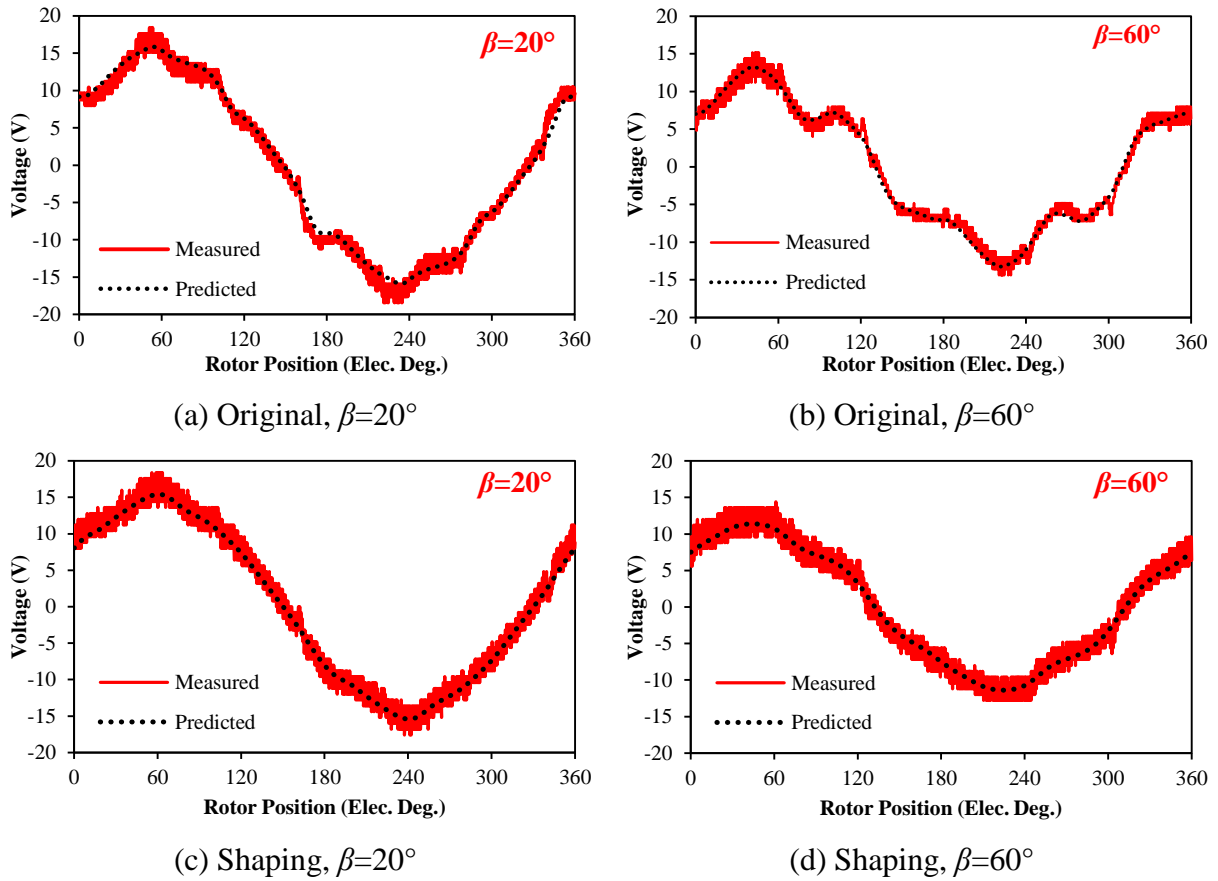 β=20°
20
15
10
5
0
-5
-10
-15
-20
Voltage (V)
Measured
Predicted
0 60 120 180 240 300 360
Rotor Position (Elec. Deg.)
(a) Original, β=20°
β=60°
20
15
10
5
0
-5
-10
-15
-20
Voltage (V)
Measured
Predicted
0 60 120 180 240 300 360
Rotor Position (Elec. Deg.)
(b) Original, β=60°
β=20°
20
15
10
5
0
-5
-10
-15
-20
Voltage (V)
Measured
Predicted
0 60 120 180 240 300 360
Rotor Position (Elec. Deg.)
(c) Shaping, β=20°
β=60°
20
15
10
5
0
-5
-10
-15
-20
Voltage (V)
Measured
Predicted
0 60 120 180 240 300 360
Rotor Position (Elec. Deg.)
(d) Shaping, β=60°